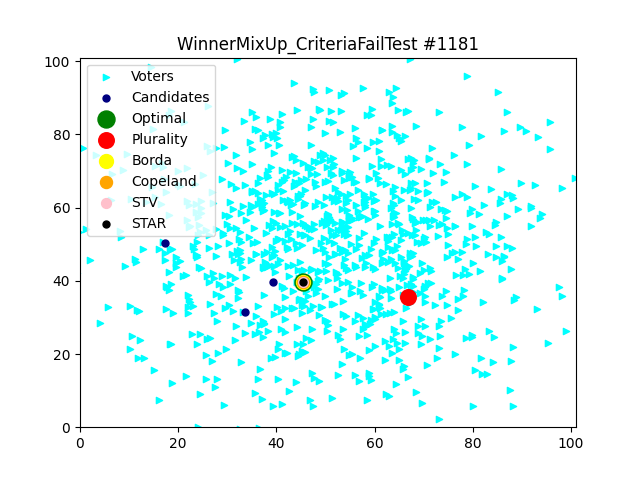 WinnerMixUp_CriteriaFailTest #1181
100
80
60
40
20
0
0 20 40 60 80 100
Voters
Candidates
Optimal
Plurality
Borda
Copeland
STV
STAR